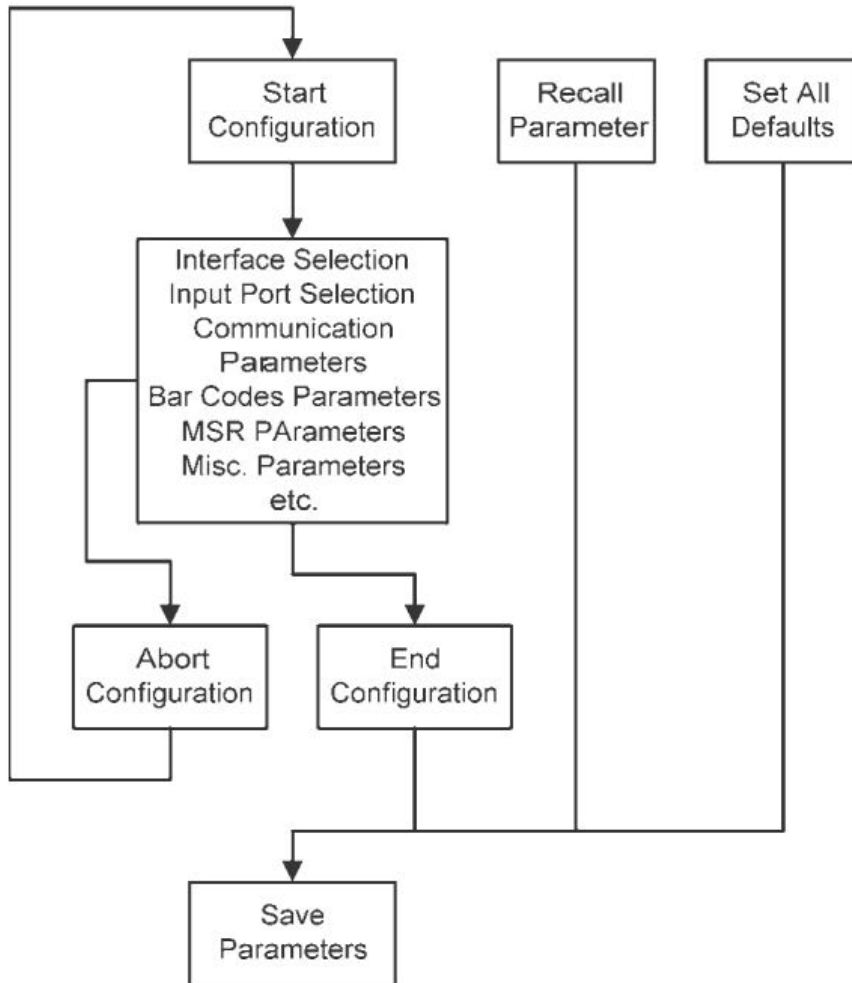 Start
Configuration
Recall
Parameter
Set All
Defaults
Interface Selection
Input Port Selection
Communication
Parameters
Bar Codes Parameters
MSR PArameters
Misc. Parameters
etc.
Abort
Configuration
End
Configuration
Save
Parameters